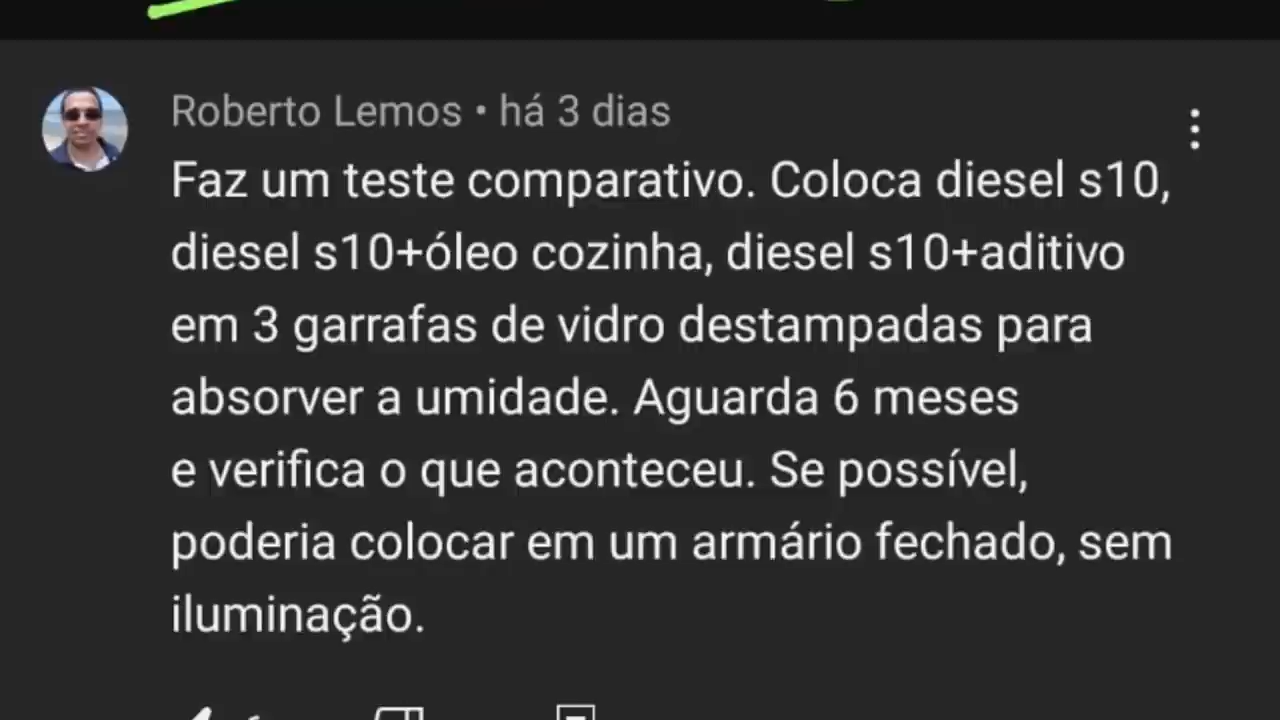 Roberto Lemos • há 3 dias
Faz um teste comparativo. Coloca diesel s10,
diesel s10+óleo cozinha, diesel s10+aditivo
em 3 garrafas de vidro destampadas para
absorver a umidade. Aguarda 6 meses
e verifica o que aconteceu. Se possível,
poderia colocar em um armário fechado, sem
iluminação.